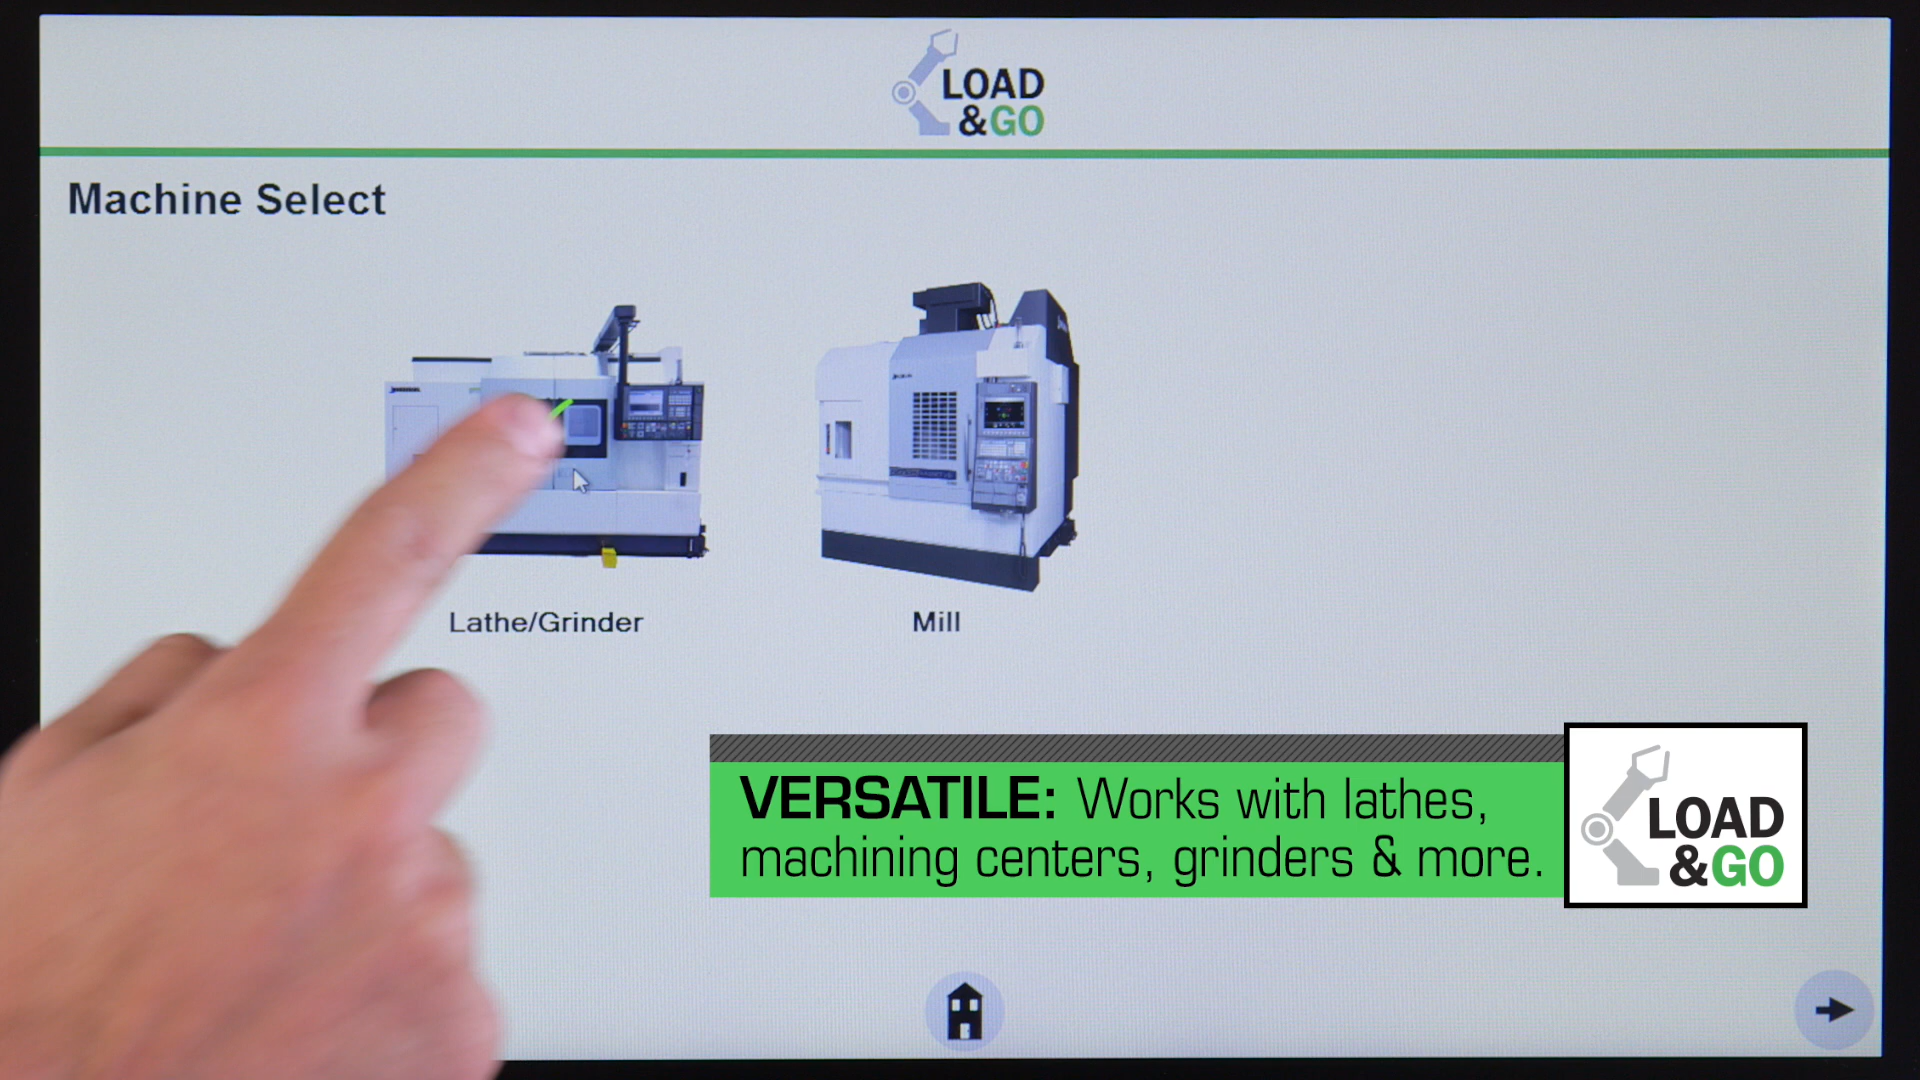 LOAD
&GO
Machine Select
Lathe/Grinder
Mill
VERSATILE: Works with lathes,
machining centers, grinders & more.
LOAD
&GO